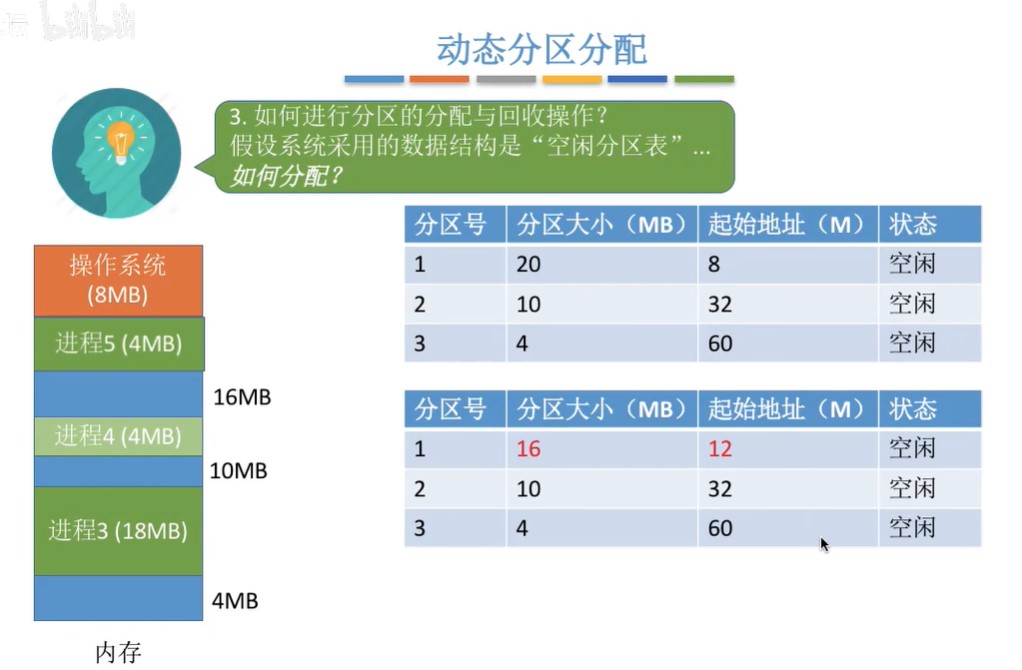 坛 bilibili
动态分区分配
3. 如何进行分区的分配与回收操作？
假设系统采用的数据结构是“空闲分区表”...
如何分配？
分区号 分区大小（MB） 起始地址（M） 状态
1 20 8 空闲
2 10 32 空闲
3 4 60 空闲
分区号 分区大小（MB） 起始地址（M） 状态
1 16 12 空闲
2 10 32 空闲
3 4 60 空闲
操作系统
(8MB)
进程5 (4MB)
16MB
进程4 (4MB)
10MB
进程3 (18MB)
4MB
内存